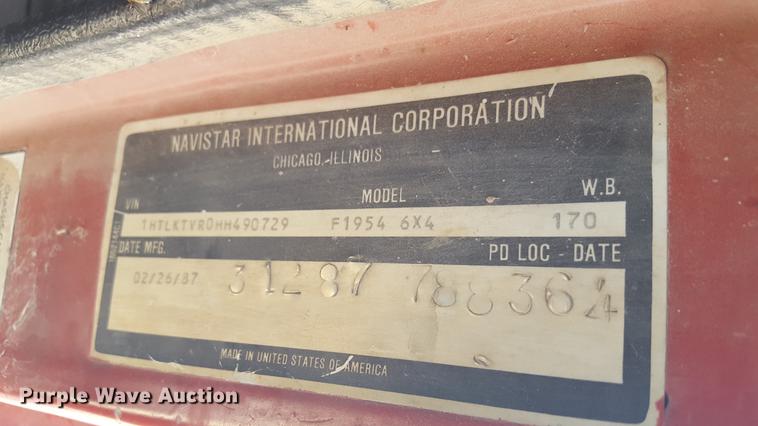 NAVISTAR INTERNATIONAL CORPORATION
CHICAGO, ILLINOIS
VIN MODEL W.B.
1HTLKTVR0HH490729 F1954 6X4 170
DATE MFG. PD LOC - DATE
02/26/87 31287 788364
MADE IN UNITED STATES OF AMERICA
Purple Wave Auction